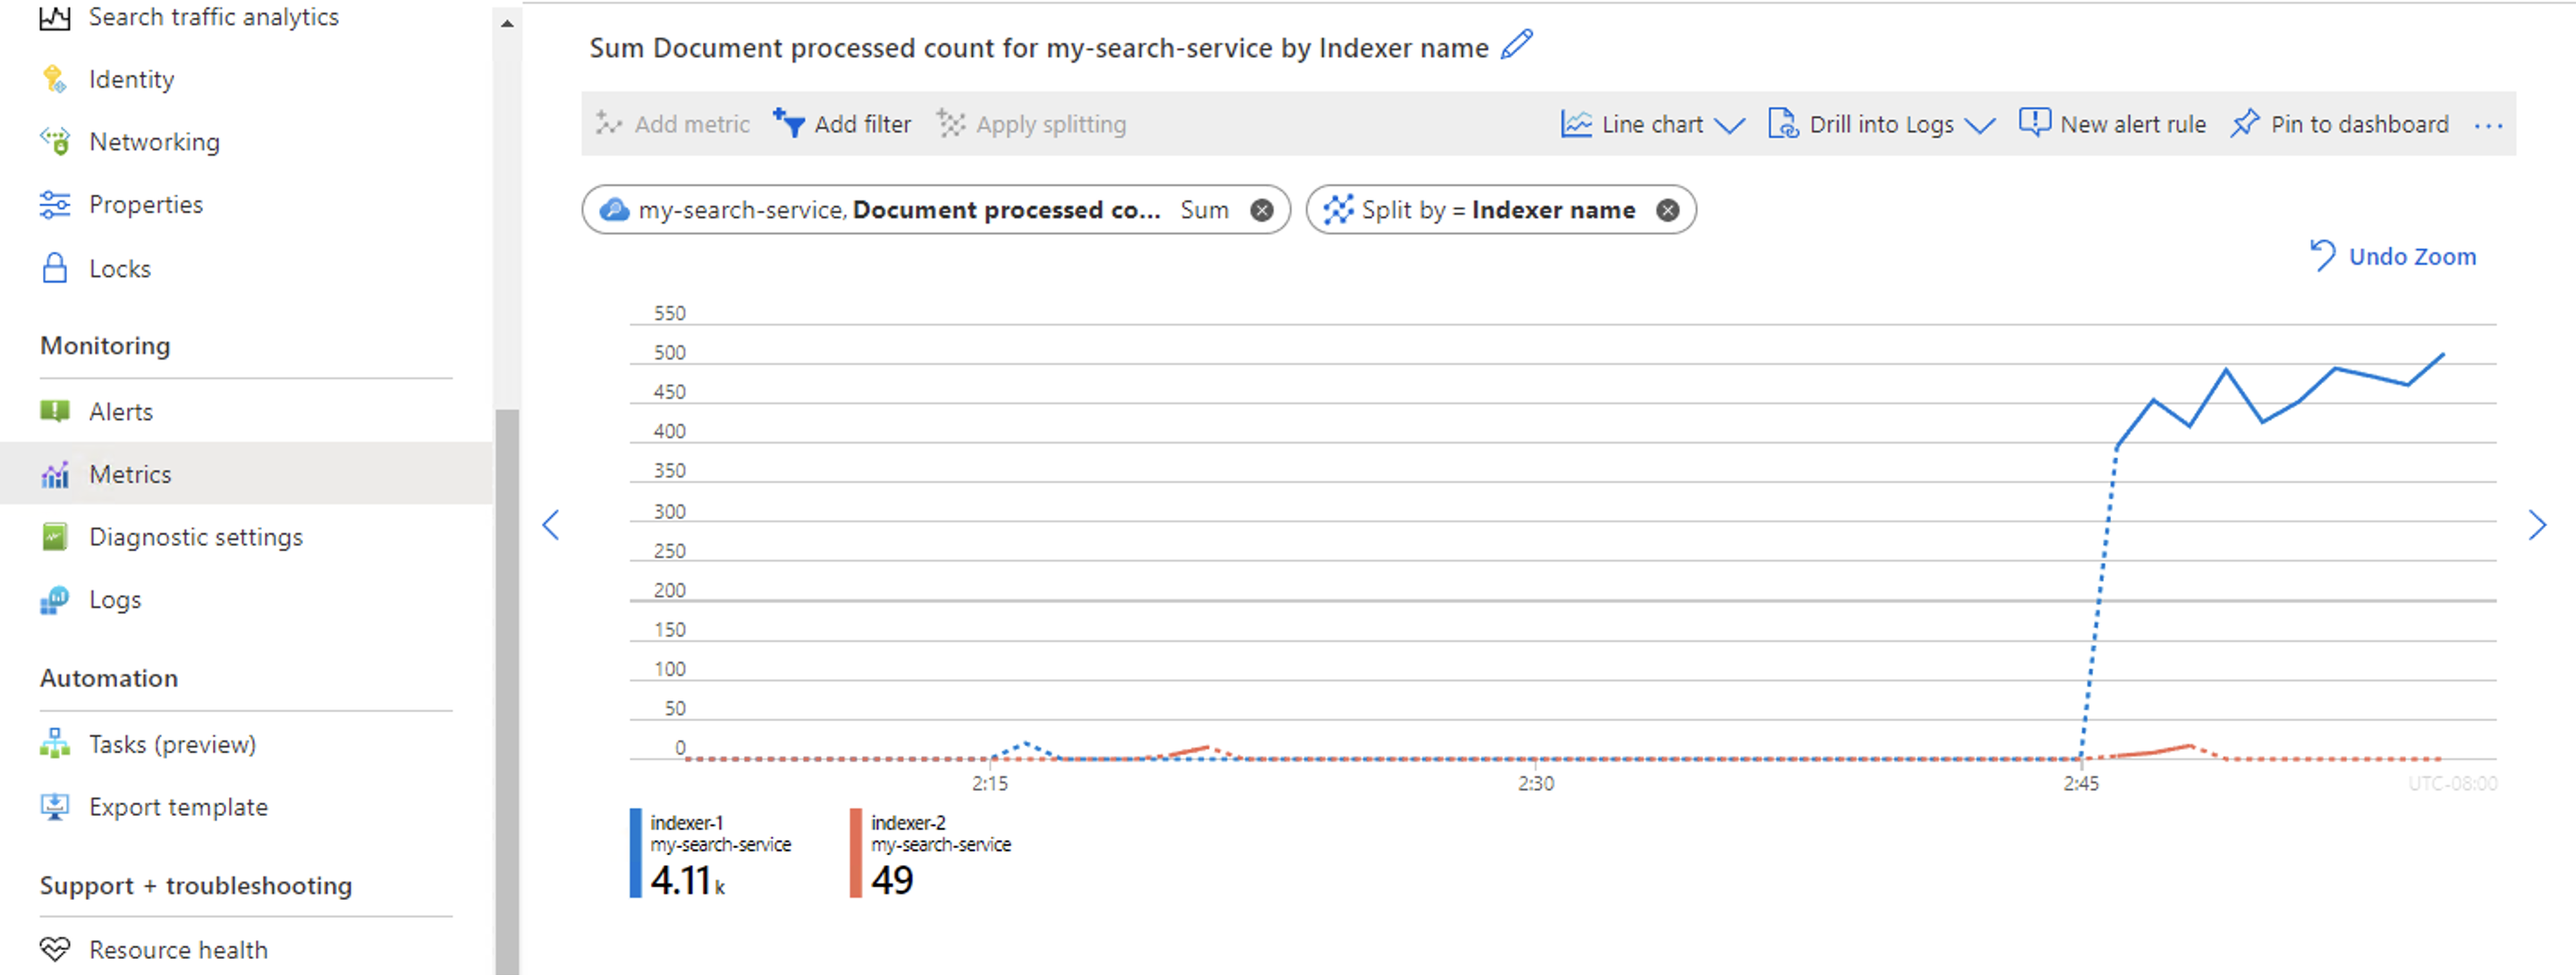 Search traffic analytics
Identity
Networking
Properties
Locks
Monitoring
Alerts
Metrics
Diagnostic settings
Logs
Automation
Tasks (preview)
Export template
Support + troubleshooting
Resource health
Sum Document processed count for my-search-service by Indexer name
Add metric Add filter Apply splitting Line chart Drill into Logs New alert rule Pin to dashboard ...
my-search-service, Document processed co... Sum Split by = Indexer name
Undo Zoom
550
500
450
400
350
300
250
200
150
100
50
0
2:15 2:30 2:45 UTC-08:00
indexer-1
my-search-service
4.11 k
indexer-2
my-search-service
49